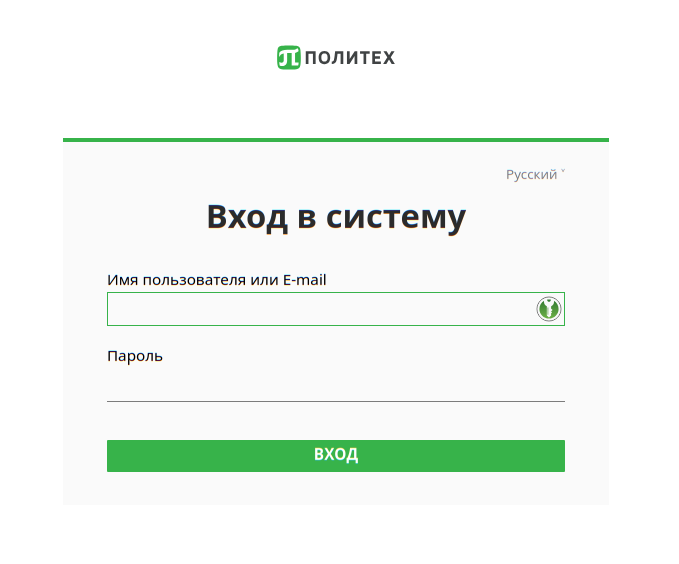 ПОЛИТЕХ
Русский
Вход в систему
Имя пользователя или E-mail
Пароль
ВХОД